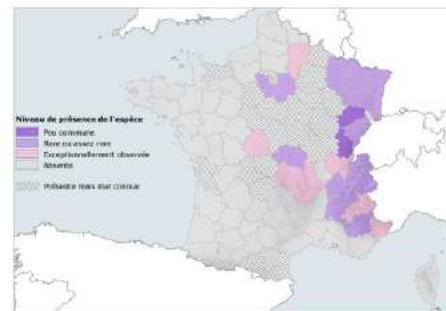 Niveau de présence de l'espèce
Peu commune
Rare ou assez rare
Exceptionnellement observée
Absente
Présente mais mal connue